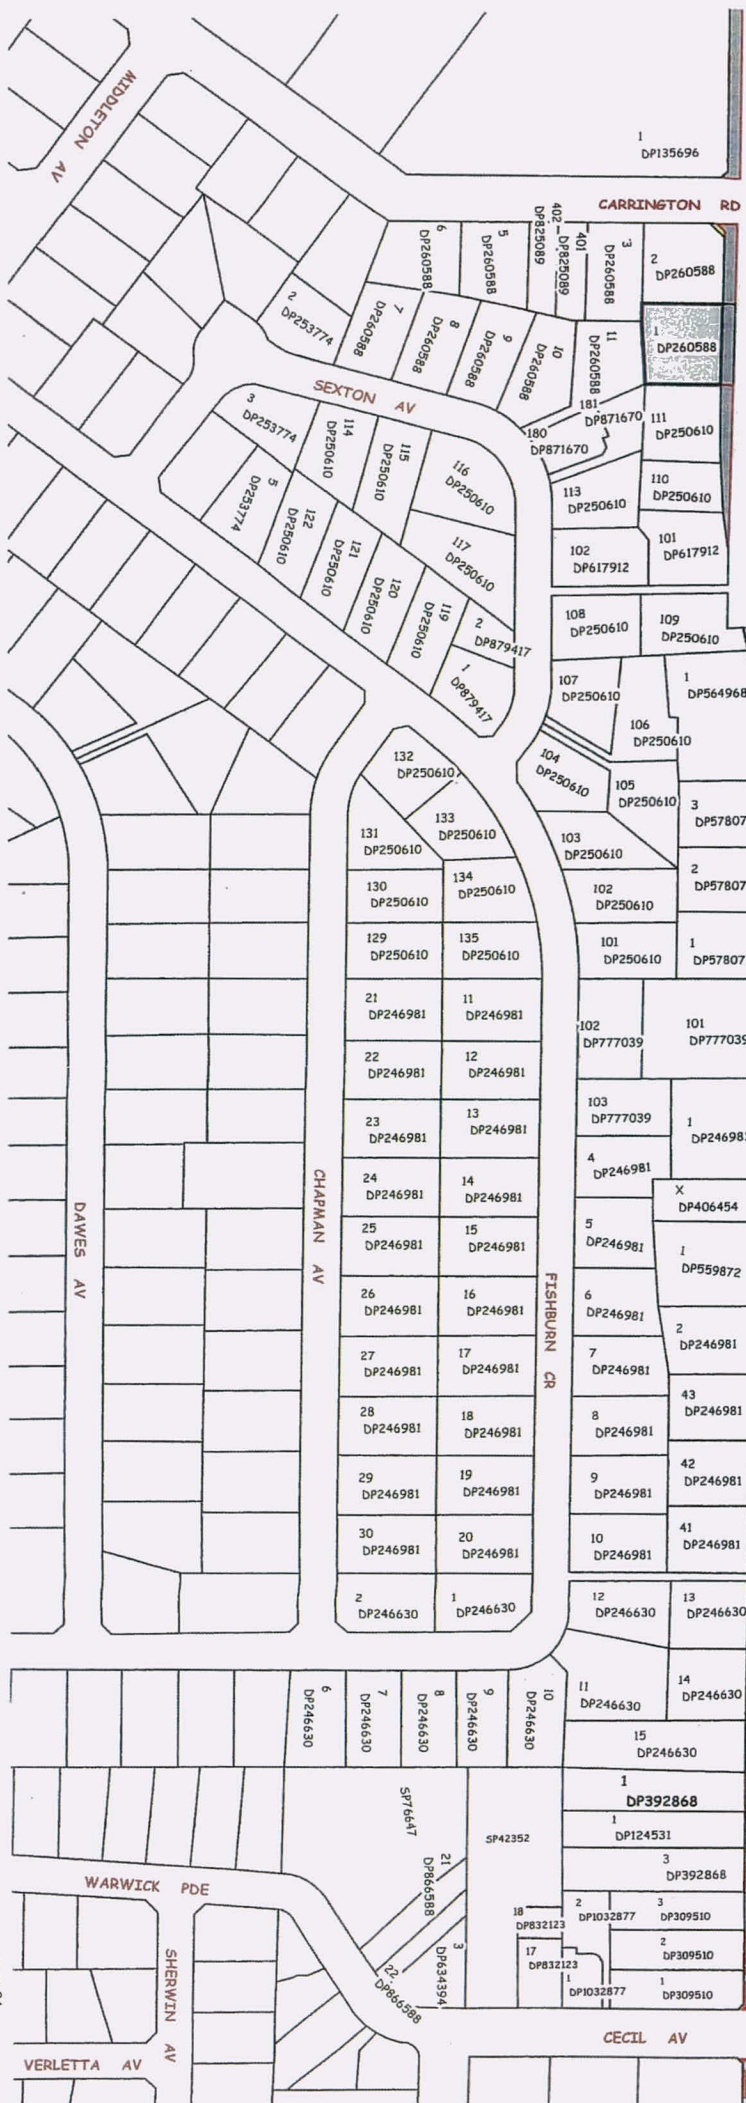 1
DP135696
MIDDLETON AV
CARRINGTON RD
6
DP260588
5
DP260588
402
DP825089
401
DP825089
3
DP260588
2
DP260588
2
DP253774
7
DP260588
8
DP260588
9
DP260588
10
DP260588
11
DP260588
1
DP260588
SEXTON AV
3
DP253774
114
DP250610
115
DP250610
116
DP250610
180
DP871670
181
DP871670
111
DP250610
5
DP253774
122
DP250610
121
DP250610
120
DP250610
119
DP250610
117
DP250610
113
DP250610
110
DP250610
102
DP617912
101
DP617912
2
DP879417
1
DP879417
108
DP250610
109
DP250610
107
DP250610
106
DP250610
1
DP564968
132
DP250610
104
DP250610
105
DP250610
3
DP57807
131
DP250610
133
DP250610
103
DP250610
2
DP57807
130
DP250610
134
DP250610
102
DP250610
129
DP250610
135
DP250610
101
DP250610
1
DP57807
21
DP246981
11
DP246981
102
DP777039
101
DP777039
22
DP246981
12
DP246981
23
DP246981
13
DP246981
103
DP777039
1
DP24698
24
DP246981
14
DP246981
4
DP246981
X
DP406454
DAWES AV
CHAPMAN AV
FISHBURN CR
25
DP246981
15
DP246981
5
DP246981
1
DP559872
26
DP246981
16
DP246981
6
DP246981
2
DP246981
27
DP246981
17
DP246981
7
DP246981
28
DP246981
18
DP246981
8
DP246981
43
DP246981
29
DP246981
19
DP246981
9
DP246981
42
DP246981
30
DP246981
20
DP246981
10
DP246981
41
DP246981
2
DP246630
1
DP246630
12
DP246630
13
DP246630
6
DP246630
7
DP246630
8
DP246630
9
DP246630
10
DP246630
11
DP246630
14
DP246630
15
DP246630
1
DP392868
1
DP124531
3
DP392868
SP76647
SP42352
21
DP866588
22
DP866588
3
DP634394
18
DP832123
17
DP832123
2
DP1032877
1
DP1032877
3
DP309510
2
DP309510
1
DP309510
WARWICK PDE
SHERWIN AV
VERLETTA AV
CECIL AV